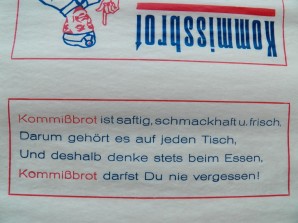 Kommissbrot
Kommißbrot ist saftig, schmackhaft u. frisch,
Darum gehört es auf jeden Tisch,
Und deshalb denke stets beim Essen,
Kommißbrot darfst Du nie vergessen!